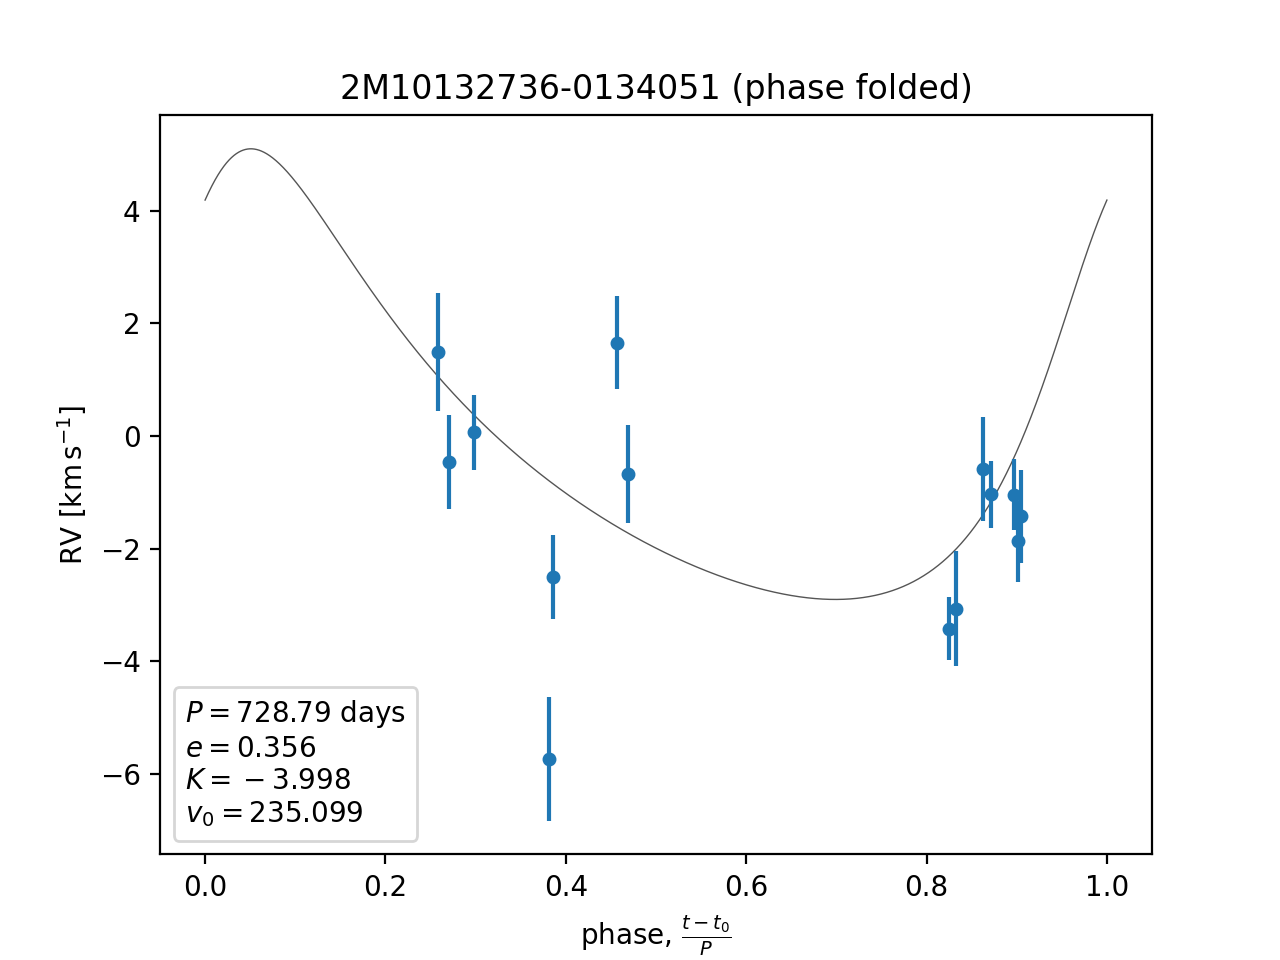 2M10132736-0134051 (phase folded)
RV [km s⁻¹]
4
2
0
−2
−4
−6
P = 728.79 days
e = 0.356
K = − 3.998
v₀ = 235.099
0.0 0.2 0.4 0.6 0.8 1.0
phase, (t − t₀)/P